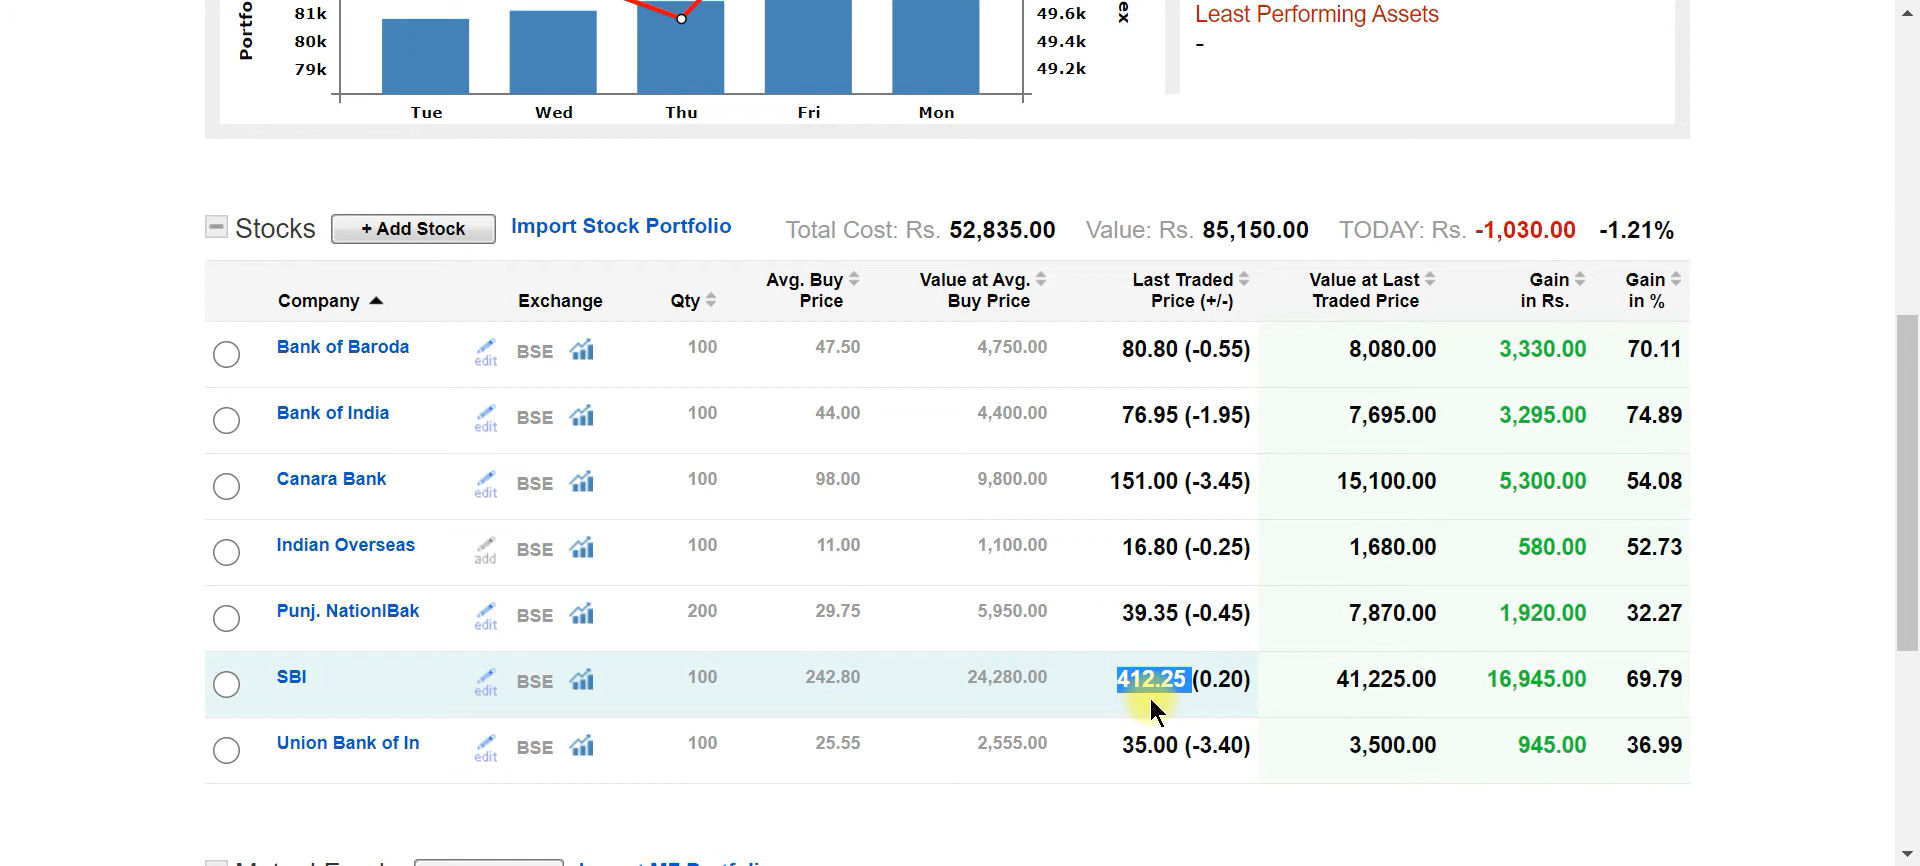 Least Performing Assets
-
Portfo
81k
80k
79k
49.6k
49.4k
49.2k
ex
Tue Wed Thu Fri Mon
Stocks + Add Stock Import Stock Portfolio Total Cost: Rs. 52,835.00 Value: Rs. 85,150.00 TODAY: Rs. -1,030.00 -1.21%
Company Exchange Qty Avg. Buy Price Value at Avg. Buy Price Last Traded Price (+/-) Value at Last Traded Price Gain in Rs. Gain in %
Bank of Baroda edit BSE 100 47.50 4,750.00 80.80 (-0.55) 8,080.00 3,330.00 70.11
Bank of India edit BSE 100 44.00 4,400.00 76.95 (-1.95) 7,695.00 3,295.00 74.89
Canara Bank edit BSE 100 98.00 9,800.00 151.00 (-3.45) 15,100.00 5,300.00 54.08
Indian Overseas add BSE 100 11.00 1,100.00 16.80 (-0.25) 1,680.00 580.00 52.73
Punj. NationlBak edit BSE 200 29.75 5,950.00 39.35 (-0.45) 7,870.00 1,920.00 32.27
SBI edit BSE 100 242.80 24,280.00 412.25 (0.20) 41,225.00 16,945.00 69.79
Union Bank of In edit BSE 100 25.55 2,555.00 35.00 (-3.40) 3,500.00 945.00 36.99